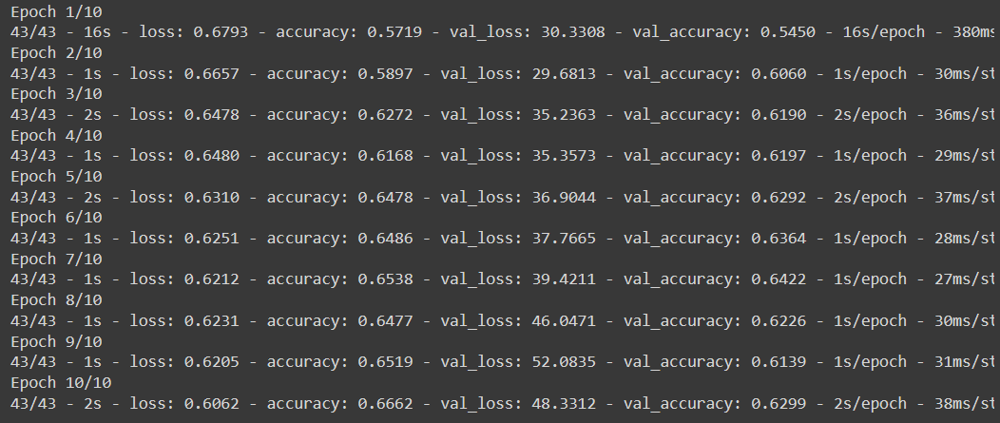 Epoch 1/10
43/43 - 16s - loss: 0.6793 - accuracy: 0.5719 - val_loss: 30.3308 - val_accuracy: 0.5450 - 16s/epoch - 380ms
Epoch 2/10
43/43 - 1s - loss: 0.6657 - accuracy: 0.5897 - val_loss: 29.6813 - val_accuracy: 0.6060 - 1s/epoch - 30ms/st
Epoch 3/10
43/43 - 2s - loss: 0.6478 - accuracy: 0.6272 - val_loss: 35.2363 - val_accuracy: 0.6190 - 2s/epoch - 36ms/st
Epoch 4/10
43/43 - 1s - loss: 0.6480 - accuracy: 0.6168 - val_loss: 35.3573 - val_accuracy: 0.6197 - 1s/epoch - 29ms/st
Epoch 5/10
43/43 - 2s - loss: 0.6310 - accuracy: 0.6478 - val_loss: 36.9044 - val_accuracy: 0.6292 - 2s/epoch - 37ms/st
Epoch 6/10
43/43 - 1s - loss: 0.6251 - accuracy: 0.6486 - val_loss: 37.7665 - val_accuracy: 0.6364 - 1s/epoch - 28ms/st
Epoch 7/10
43/43 - 1s - loss: 0.6212 - accuracy: 0.6538 - val_loss: 39.4211 - val_accuracy: 0.6422 - 1s/epoch - 27ms/st
Epoch 8/10
43/43 - 1s - loss: 0.6231 - accuracy: 0.6477 - val_loss: 46.0471 - val_accuracy: 0.6226 - 1s/epoch - 30ms/st
Epoch 9/10
43/43 - 1s - loss: 0.6205 - accuracy: 0.6519 - val_loss: 52.0835 - val_accuracy: 0.6139 - 1s/epoch - 31ms/st
Epoch 10/10
43/43 - 2s - loss: 0.6062 - accuracy: 0.6662 - val_loss: 48.3312 - val_accuracy: 0.6299 - 2s/epoch - 38ms/st